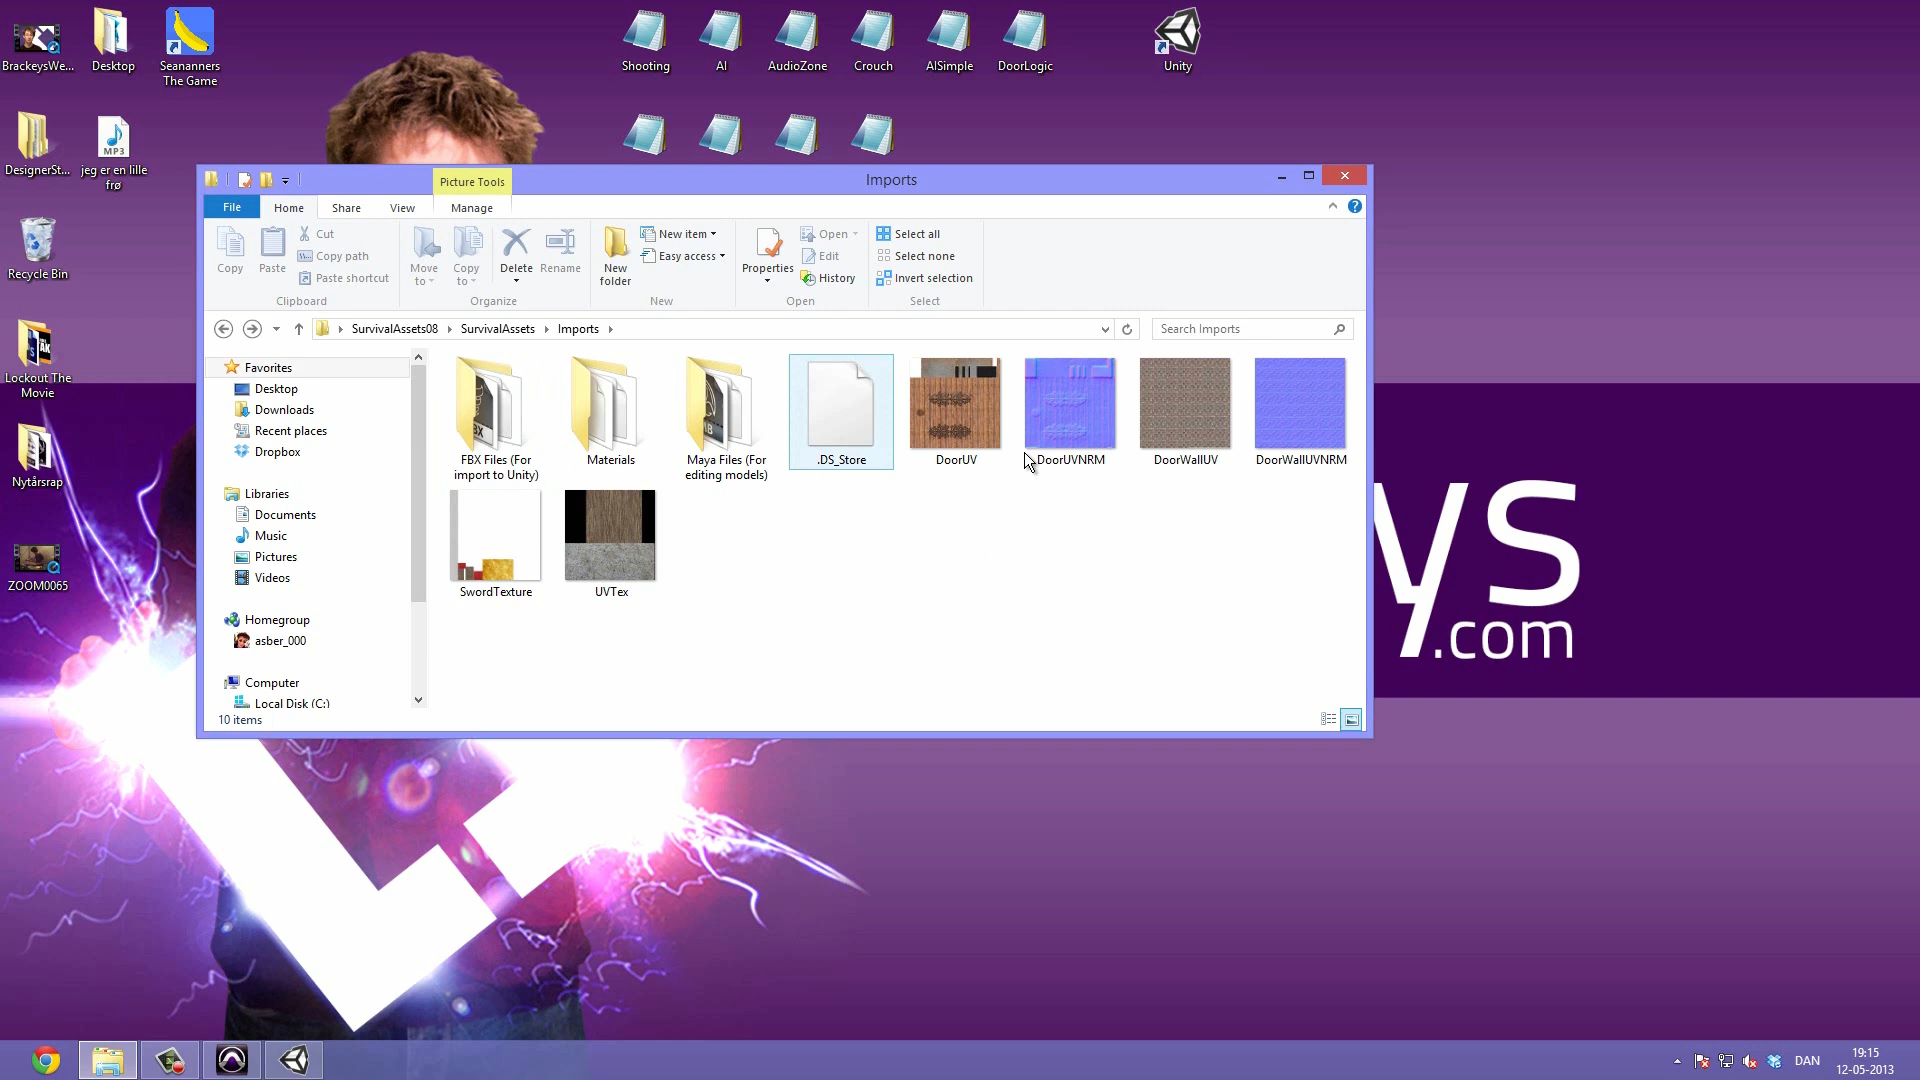 BrackeysWe...
Desktop
Seananners
The Game
Shooting
AI
AudioZone
Crouch
AISimple
DoorLogic
Unity
DesignerSt...
MP3
jeg er en lille
frø
Recycle Bin
Lockout The
Movie
Nytårsrap
ZOOM0065
Picture Tools
Imports
File
Home
Share
View
Manage
Copy
Paste
Cut
Copy path
Paste shortcut
Clipboard
Move
to
Copy
to
Delete
Rename
Organize
New
folder
New item
Easy access
New
Properties
Open
Edit
History
Open
Select all
Select none
Invert selection
Select
SurvivalAssets08
SurvivalAssets
Imports
Search Imports
Favorites
Desktop
Downloads
Recent places
Dropbox
Libraries
Documents
Music
Pictures
Videos
Homegroup
asber_000
Computer
Local Disk (C:)
FBX Files (For
import to Unity)
Materials
Maya Files (For
editing models)
.DS_Store
DoorUV
DoorUVNRM
DoorWallUV
DoorWallUVNRM
SwordTexture
UVTex
10 items
ys
.com
DAN
19:15
12-05-2013